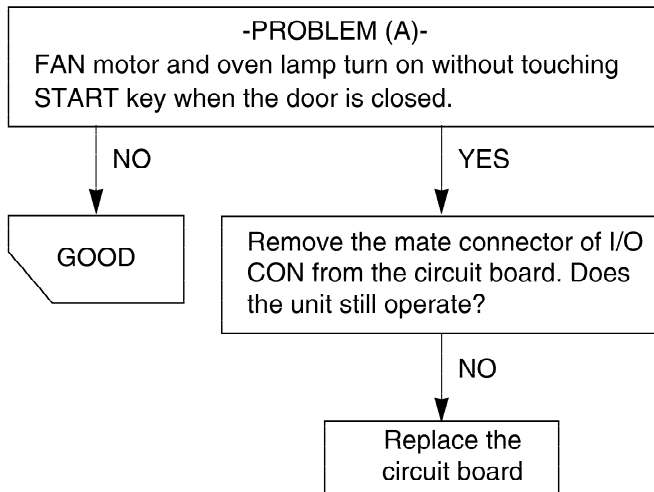 -PROBLEM (A)-
FAN motor and oven lamp turn on without touching
START key when the door is closed.
NO
YES
GOOD
Remove the mate connector of I/O
CON from the circuit board. Does
the unit still operate?
NO
Replace the
circuit board